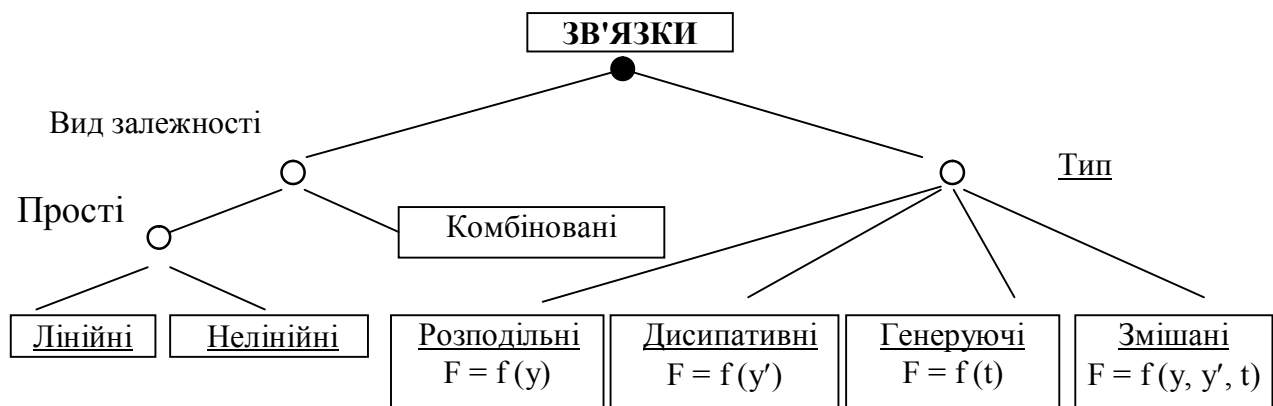 ЗВ'ЯЗКИ
Вид залежності
Тип
Прості
Комбіновані
Лінійні
Нелінійні
Розподільні
F = f (y)
Дисипативні
F = f (y′)
Генеруючі
F = f (t)
Змішані
F = f (y, y′, t)